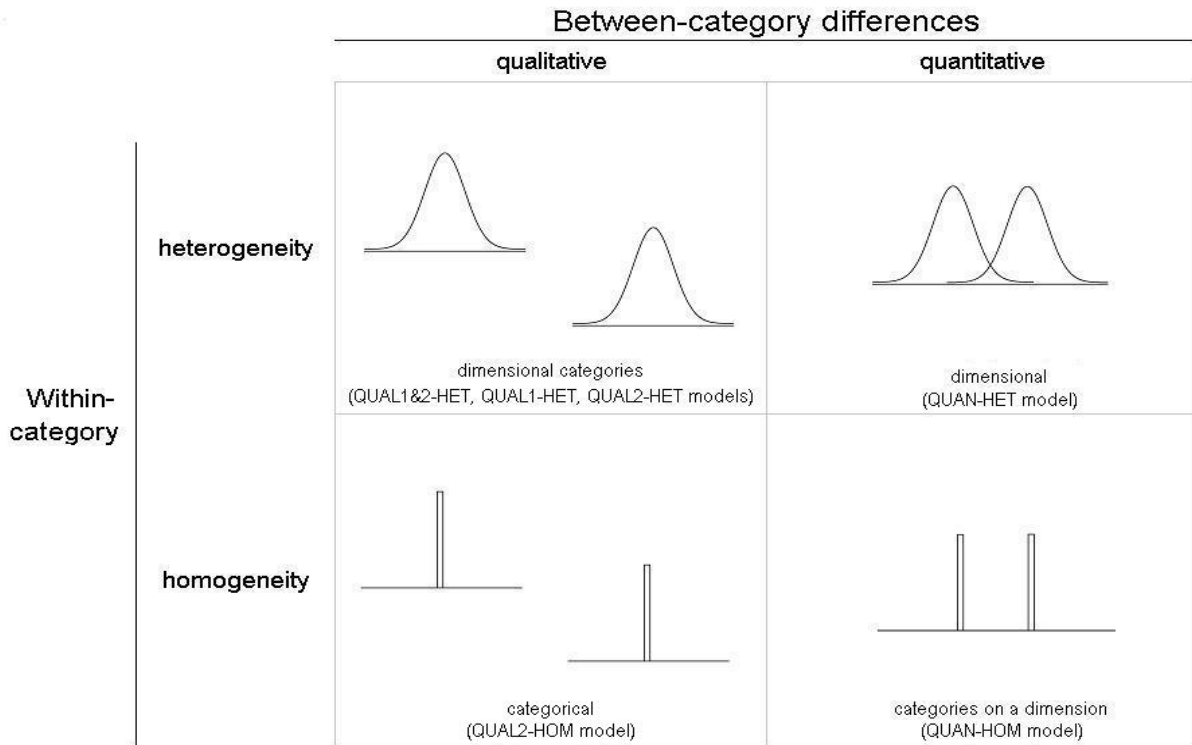 Between-category differences
qualitative
quantitative
heterogeneity
dimensional categories
(QUAL1&2-HET, QUAL1-HET, QUAL2-HET models)
dimensional
(QUAN-HET model)
Within-
category
homogeneity
categorical
(QUAL2-HOM model)
categories on a dimension
(QUAN-HOM model)